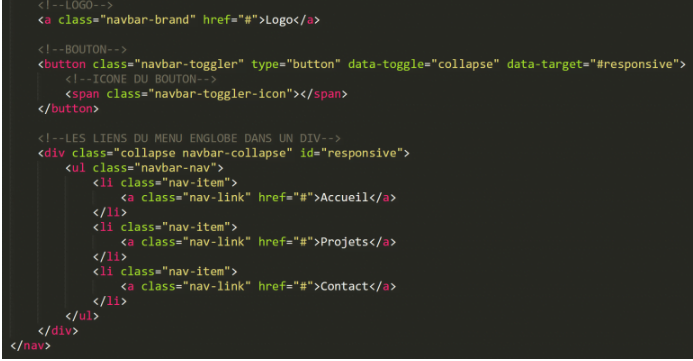 <!--LOGO-->
<a class="navbar-brand" href="#">Logo</a>
<!--BOUTON-->
<button class="navbar-toggler" type="button" data-toggle="collapse" data-target="#responsive">
<!--ICONE DU BOUTON-->
<span class="navbar-toggler-icon"></span>
</button>
<!--LES LIENS DU MENU ENGLOBE DANS UN DIV-->
<div class="collapse navbar-collapse" id="responsive">
<ul class="navbar-nav">
<li class="nav-item">
<a class="nav-link" href="#">Accueil</a>
</li>
<li class="nav-item">
<a class="nav-link" href="#">Projets</a>
</li>
<li class="nav-item">
<a class="nav-link" href="#">Contact</a>
</li>
</ul>
</div>
</nav>